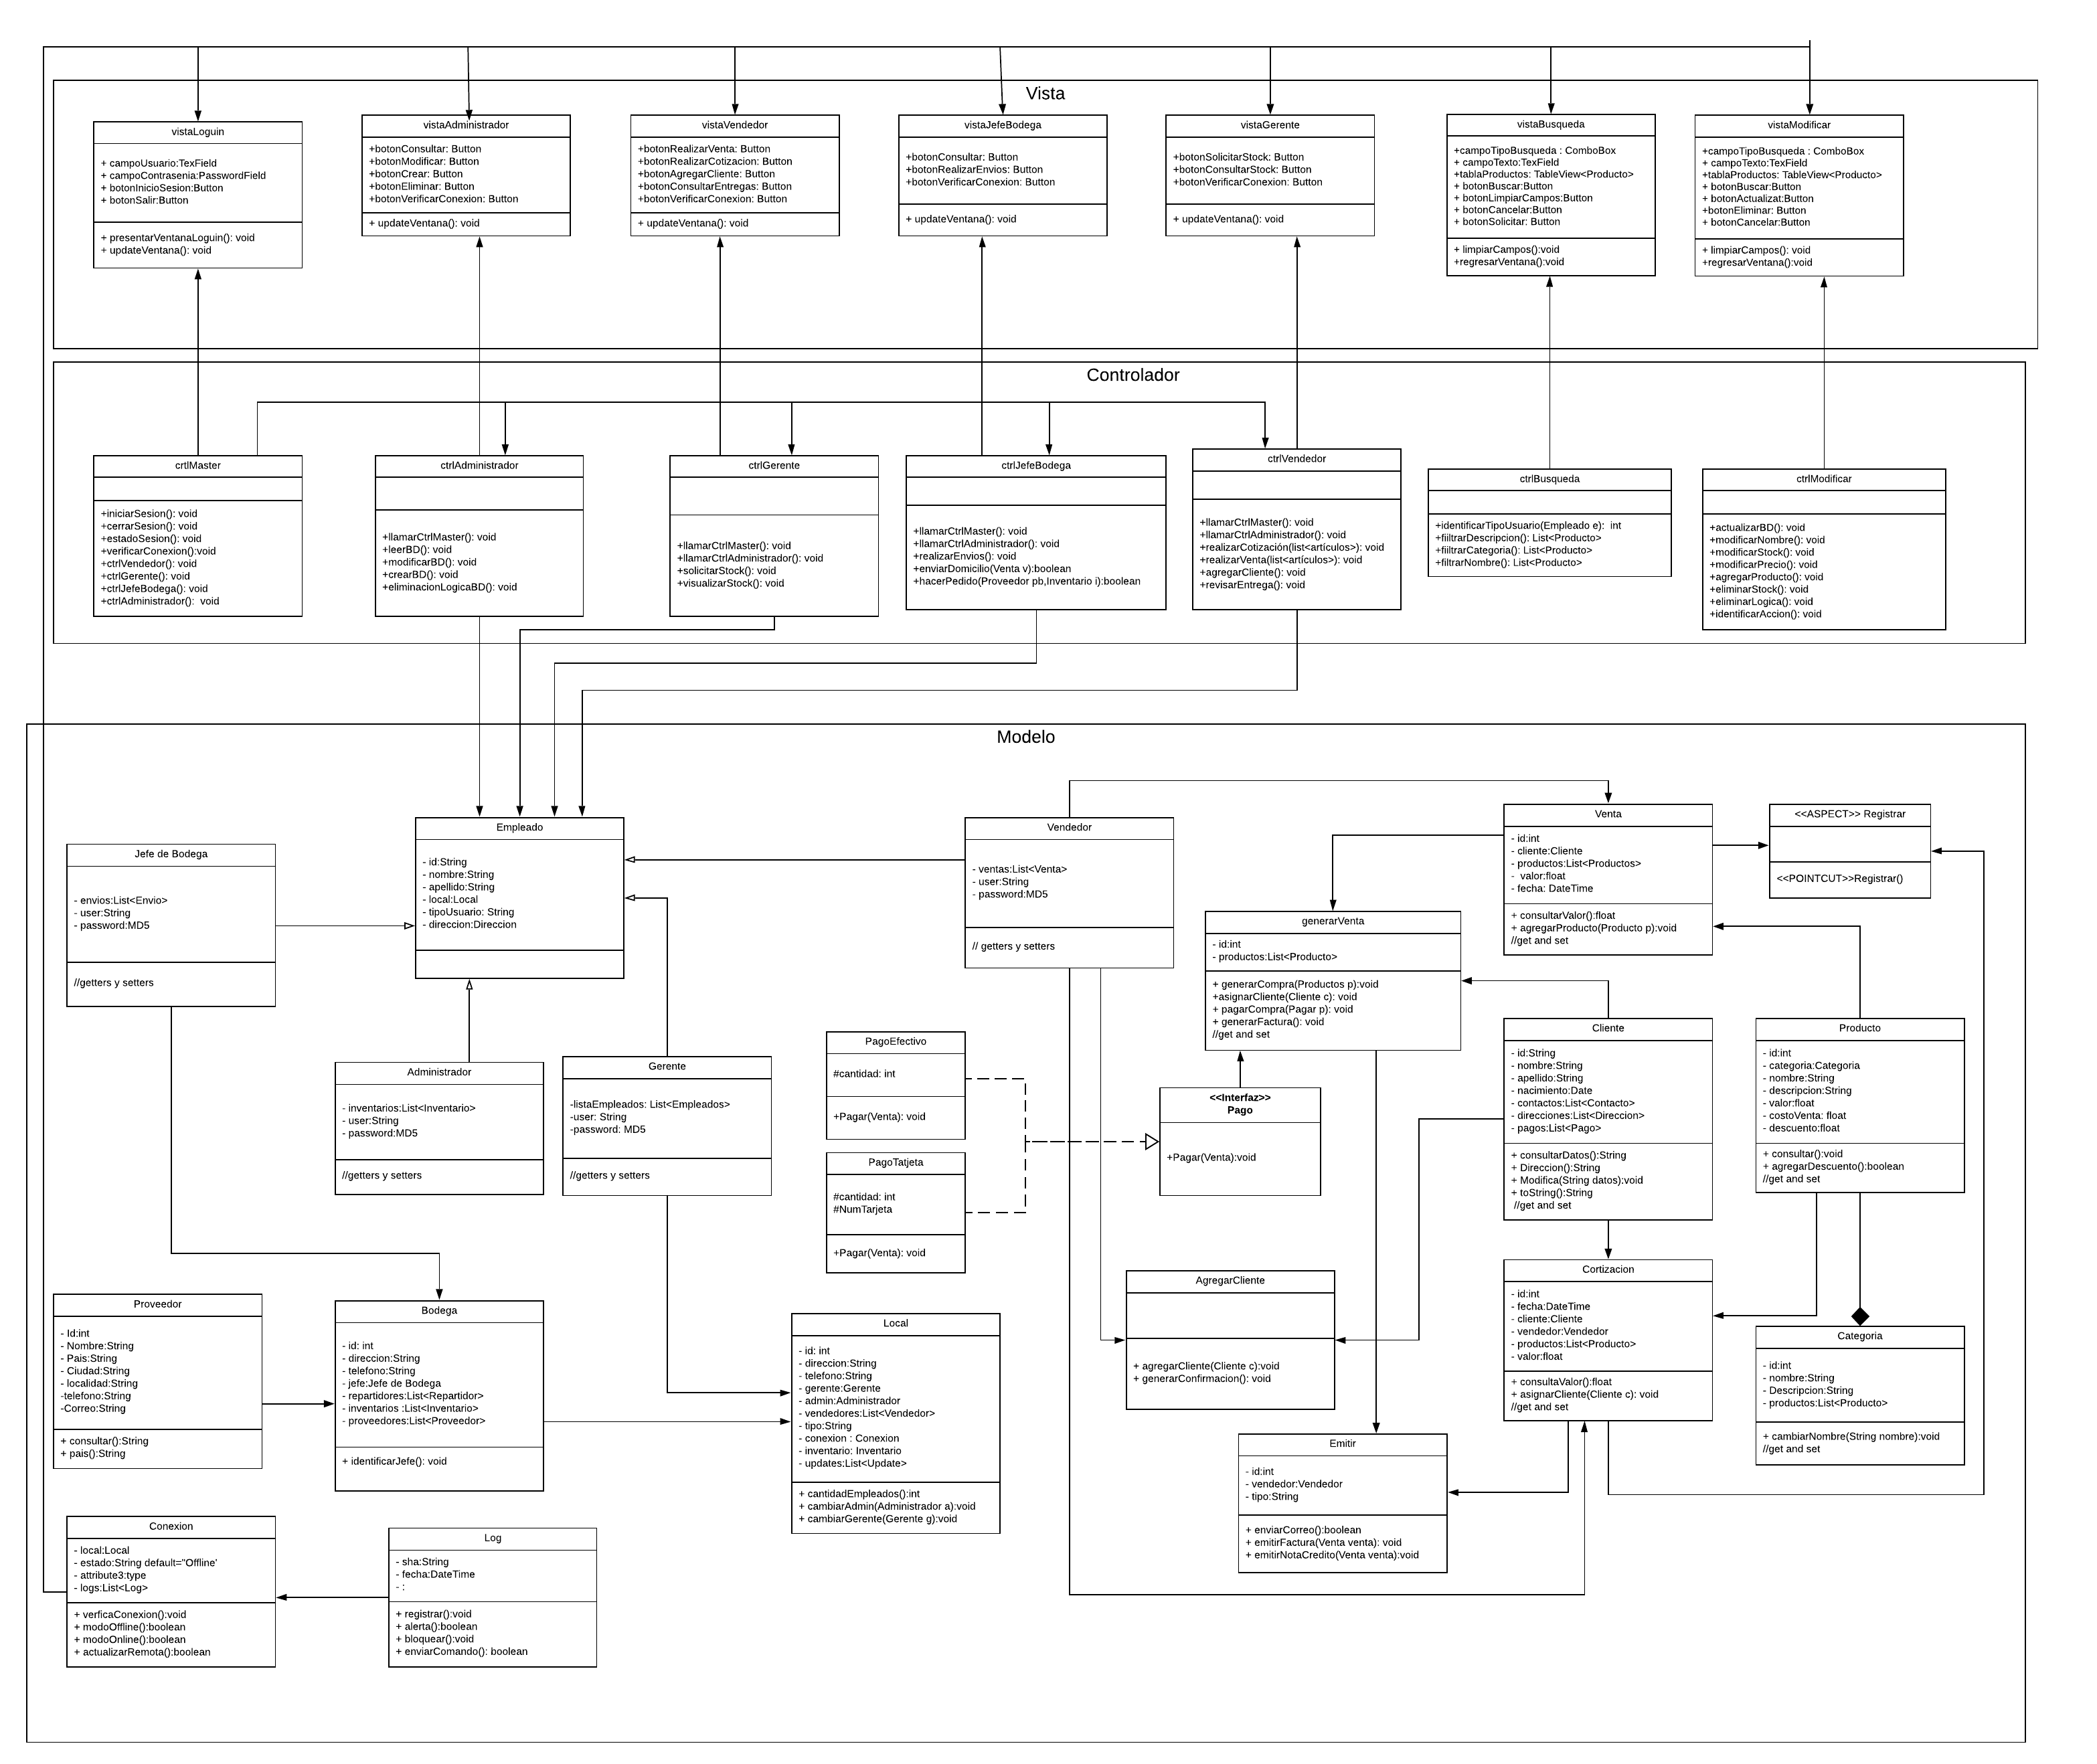 Vista
vistaLoguin
+ campoUsuario:TexField
+ campoContrasenia:PasswordField
+ botonInicioSesion:Button
+ botonSalir:Button
+ presentarVentanaLoguin(): void
+ updateVentana(): void
vistaAdministrador
+botonConsultar: Button
+botonModificar: Button
+botonCrear: Button
+botonEliminar: Button
+botonVerificarConexion: Button
+ updateVentana(): void
vistaVendedor
+botonRealizarVenta: Button
+botonRealizarCotizacion: Button
+botonAgregarCliente: Button
+botonConsultarEntregas: Button
+botonVerificarConexion: Button
+ updateVentana(): void
vistaJefeBodega
+botonConsultar: Button
+botonRealizarEnvios: Button
+botonVerificarConexion: Button
+ updateVentana(): void
vistaGerente
+botonSolicitarStock: Button
+botonConsultarStock: Button
+botonVerificarConexion: Button
+ updateVentana(): void
vistaBusqueda
+campoTipoBusqueda : ComboBox
+ campoTexto:TexField
+tablaProductos: TableView<Producto>
+ botonBuscar:Button
+ botonLimpiarCampos:Button
+ botonCancelar:Button
+ botonSolicitar: Button
+ limpiarCampos():void
+regresarVentana():void
vistaModificar
+campoTipoBusqueda : ComboBox
+ campoTexto:TexField
+tablaProductos: TableView<Producto>
+ botonBuscar:Button
+ botonActualizat:Button
+botonEliminar: Button
+ botonCancelar:Button
+ limpiarCampos(): void
+regresarVentana():void
Controlador
crtlMaster
+iniciarSesion(): void
+cerrarSesion(): void
+estadoSesion(): void
+verificarConexion():void
+ctrlVendedor(): void
+ctrlGerente(): void
+ctrlJefeBodega(): void
+ctrlAdministrador(): void
ctrlAdministrador
+llamarCtrlMaster(): void
+leerBD(): void
+modificarBD(): void
+crearBD(): void
+eliminacionLogicaBD(): void
ctrlGerente
+llamarCtrlMaster(): void
+llamarCtrlAdministrador(): void
+solicitarStock(): void
+visualizarStock(): void
ctrlJefeBodega
+llamarCtrlMaster(): void
+llamarCtrlAdministrador(): void
+realizarEnvios(): void
+enviarDomicilio(Venta v):boolean
+hacerPedido(Proveedor pb,Inventario i):boolean
ctrlVendedor
+llamarCtrlMaster(): void
+llamarCtrlAdministrador(): void
+realizarCotización(list<artículos>): void
+realizarVenta(list<artículos>): void
+agregarCliente(): void
+revisarEntrega(): void
ctrlBusqueda
+identificarTipoUsuario(Empleado e): int
+fiiltrarDescripcion(): List<Producto>
+fiiltrarCategoria(): List<Producto>
+filtrarNombre(): List<Producto>
ctrlModificar
+actualizarBD(): void
+modificarNombre(): void
+modificarStock(): void
+modificarPrecio(): void
+agregarProducto(): void
+eliminarStock(): void
+eliminarLogica(): void
+identificarAccion(): void
Modelo
Jefe de Bodega
- envios:List<Envio>
- user:String
- password:MD5
//getters y setters
Empleado
- id:String
- nombre:String
- apellido:String
- local:Local
- tipoUsuario: String
- direccion:Direccion
Vendedor
- ventas:List<Venta>
- user:String
- password:MD5
// getters y setters
Venta
- id:int
- cliente:Cliente
- productos:List<Productos>
- valor:float
- fecha: DateTime
+ consultarValor():float
+ agregarProducto(Producto p):void
//get and set
<<ASPECT>> Registrar
<<POINTCUT>>Registrar()
generarVenta
- id:int
- productos:List<Producto>
+ generarCompra(Productos p):void
+asignarCliente(Cliente c): void
+ pagarCompra(Pagar p): void
+ generarFactura(): void
//get and set
Administrador
- inventarios:List<Inventario>
- user:String
- password:MD5
//getters y setters
Gerente
-listaEmpleados: List<Empleados>
-user: String
-password: MD5
//getters y setters
PagoEfectivo
#cantidad: int
+Pagar(Venta): void
PagoTatjeta
#cantidad: int
#NumTarjeta
+Pagar(Venta): void
<<Interfaz>>
Pago
+Pagar(Venta):void
Cliente
- id:String
- nombre:String
- apellido:String
- nacimiento:Date
- contactos:List<Contacto>
- direcciones:List<Direccion>
- pagos:List<Pago>
+ consultarDatos():String
+ Direccion():String
+ Modifica(String datos):void
+ toString():String
//get and set
Producto
- id:int
- categoria:Categoria
- nombre:String
- descripcion:String
- valor:float
- costoVenta: float
- descuento:float
+ consultar():void
+ agregarDescuento():boolean
//get and set
Proveedor
- Id:int
- Nombre:String
- Pais:String
- Ciudad:String
- localidad:String
-telefono:String
-Correo:String
+ consultar():String
+ pais():String
Bodega
- id: int
- direccion:String
- telefono:String
- jefe:Jefe de Bodega
- repartidores:List<Repartidor>
- inventarios :List<Inventario>
- proveedores:List<Proveedor>
+ identificarJefe(): void
Local
- id: int
- direccion:String
- telefono:String
- gerente:Gerente
- admin:Administrador
- vendedores:List<Vendedor>
- tipo:String
- conexion : Conexion
- inventario: Inventario
- updates:List<Update>
+ cantidadEmpleados():int
+ cambiarAdmin(Administrador a):void
+ cambiarGerente(Gerente g):void
AgregarCliente
+ agregarCliente(Cliente c):void
+ generarConfirmacion(): void
Cortizacion
- id:int
- fecha:DateTime
- cliente:Cliente
- vendedor:Vendedor
- productos:List<Producto>
- valor:float
+ consultaValor():float
+ asignarCliente(Cliente c): void
//get and set
Categoria
- id:int
- nombre:String
- Descripcion:String
- productos:List<Producto>
+ cambiarNombre(String nombre):void
//get and set
Emitir
- id:int
- vendedor:Vendedor
- tipo:String
+ enviarCorreo():boolean
+ emitirFactura(Venta venta): void
+ emitirNotaCredito(Venta venta):void
Conexion
- local:Local
- estado:String default="Offline'
- attribute3:type
- logs:List<Log>
+ verficaConexion():void
+ modoOffline():boolean
+ modoOnline():boolean
+ actualizarRemota():boolean
Log
- sha:String
- fecha:DateTime
- :
+ registrar():void
+ alerta():boolean
+ bloquear():void
+ enviarComando(): boolean